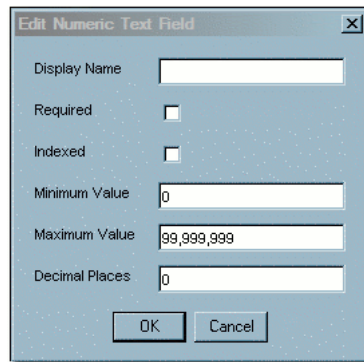 Edit Numeric Text Field
Display Name
Required
Indexed
Minimum Value 0
Maximum Value 99,999,999
Decimal Places 0
OK Cancel